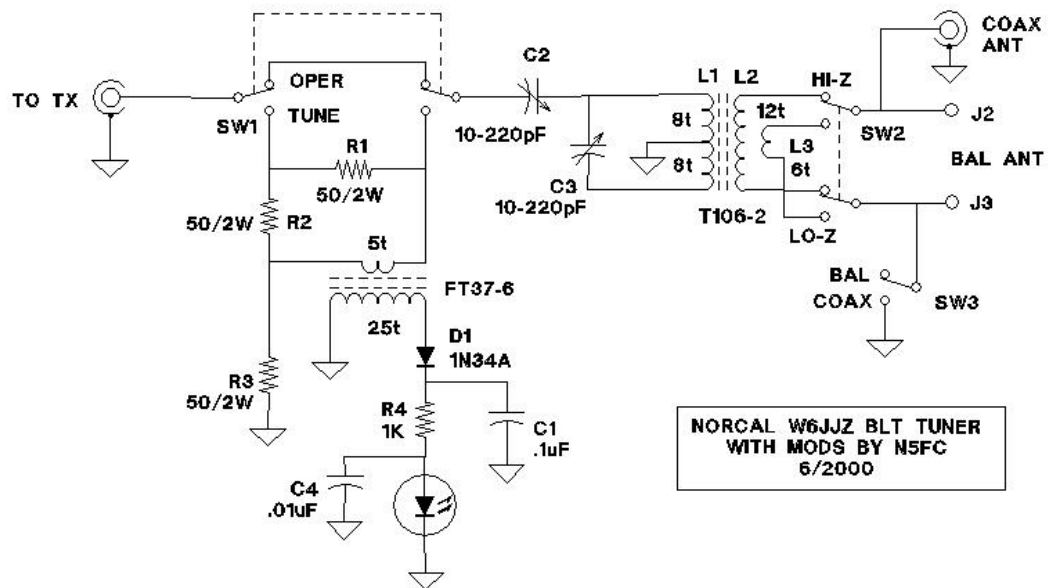 COAX
ANT
C2
OPER
L1 L2 HI-Z
TO TX
TUNE
SW1
10-220pF
8t
12t
SW2
J2
R1
L3
BAL ANT
50/2W
8t
6t
C3
10-220pF
50/2W R2
T106-2
J3
5t
LO-Z
FT37-6
BAL
COAX
SW3
25t
D1
1N34A
R3
50/2W
R4
1K
C1
.1uF
NORCAL W6JJZ BLT TUNER
WITH MODS BY N5FC
6/2000
C4
.01uF